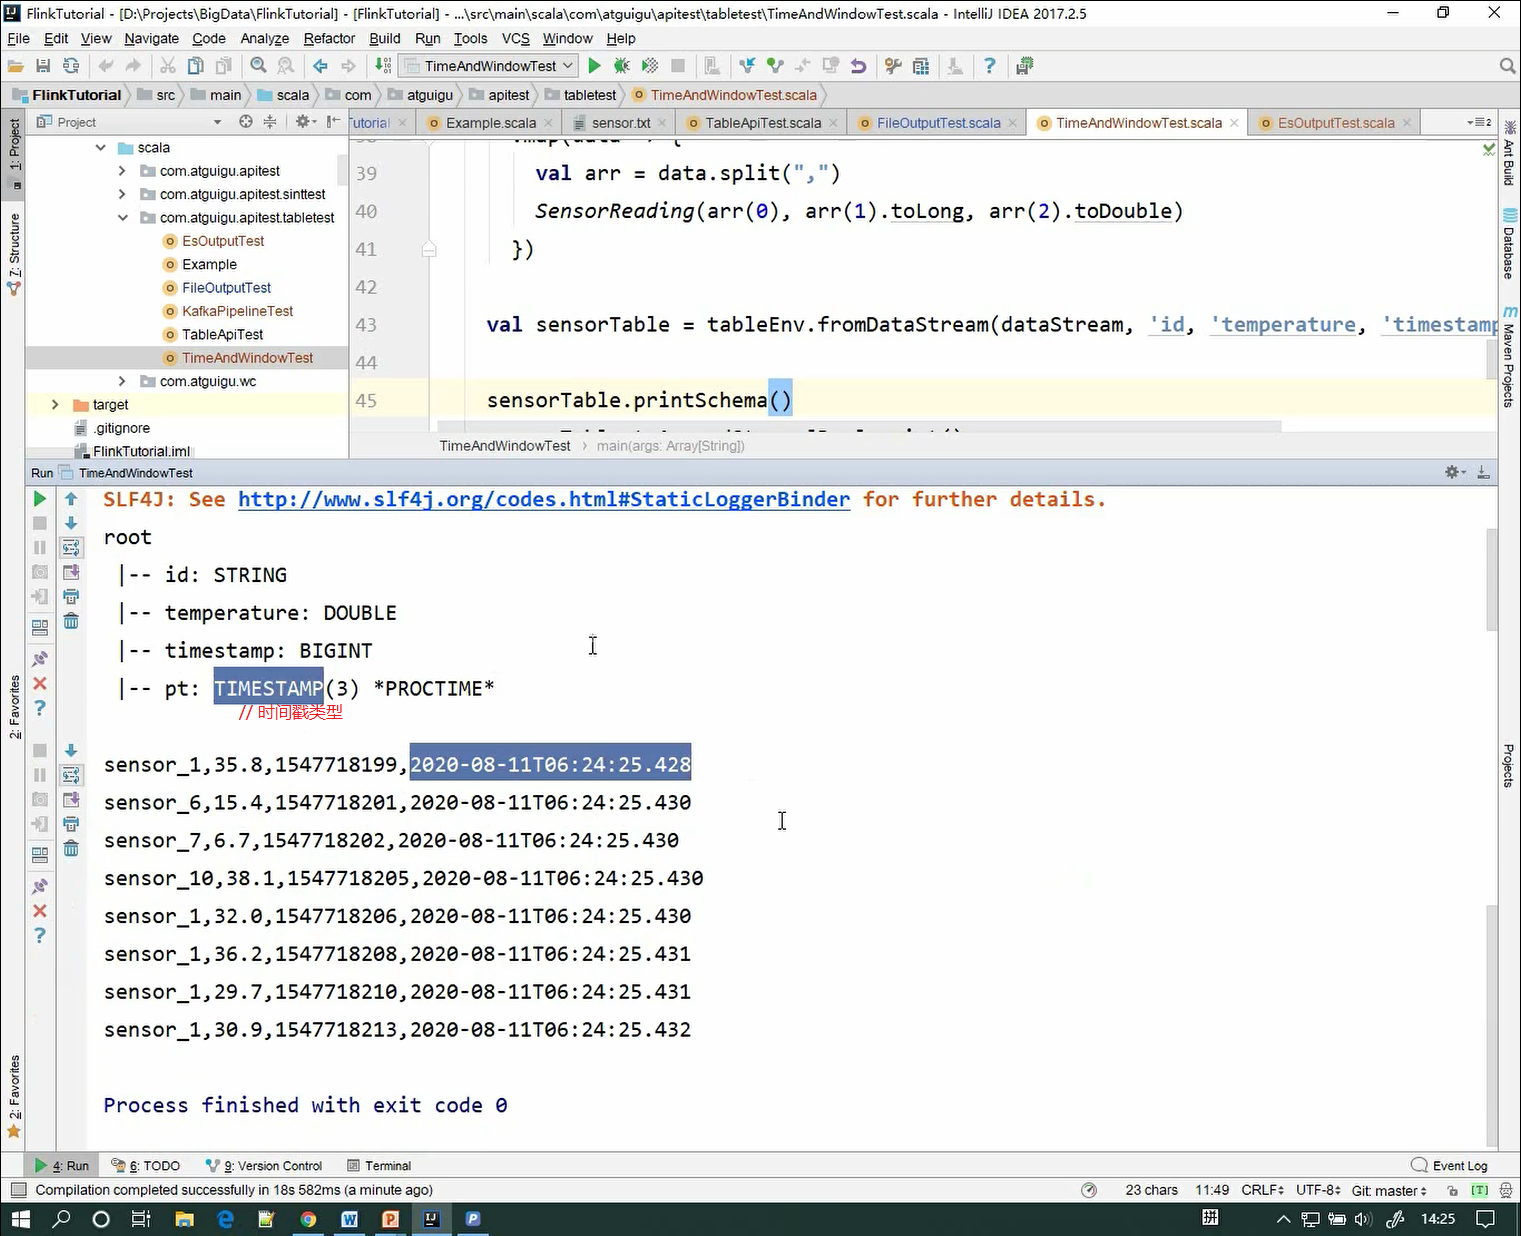 FlinkTutorial - [D:\Projects\BigData\FlinkTutorial] - [FlinkTutorial] - ...\src\main\scala\com\atguigu\apitest\tabletest\TimeAndWindowTest.scala - IntelliJ IDEA 2017.2.5
File Edit View Navigate Code Analyze Refactor Build Run Tools VCS Window Help
TimeAndWindowTest
FlinkTutorial src main scala com atguigu apitest tabletest TimeAndWindowTest.scala
Project
Tutorial Example.scala sensor.txt TableApiTest.scala FileOutputTest.scala TimeAndWindowTest.scala EsOutputTest.scala
2
1: Project
7: Structure
2: Favorites
2: Favorites
Ant Build
Database
Maven Projects
Projects
scala
com.atguigu.apitest
com.atguigu.apitest.sinttest
com.atguigu.apitest.tabletest
EsOutputTest
Example
FileOutputTest
KafkaPipelineTest
TableApiTest
TimeAndWindowTest
com.atguigu.wc
target
.gitignore
FlinkTutorial.iml
39 val arr = data.split(",")
40 SensorReading(arr(0), arr(1).toLong, arr(2).toDouble)
41 })
42
43 val sensorTable = tableEnv.fromDataStream(dataStream, 'id, 'temperature, 'timestamp
44
45 sensorTable.printSchema()
TimeAndWindowTest › main(args: Array[String])
Run TimeAndWindowTest
SLF4J: See http://www.slf4j.org/codes.html#StaticLoggerBinder for further details.
root
|-- id: STRING
|-- temperature: DOUBLE
|-- timestamp: BIGINT
|-- pt: TIMESTAMP(3) *PROCTIME*
// 时间戳类型
sensor_1,35.8,1547718199,2020-08-11T06:24:25.428
sensor_6,15.4,1547718201,2020-08-11T06:24:25.430
sensor_7,6.7,1547718202,2020-08-11T06:24:25.430
sensor_10,38.1,1547718205,2020-08-11T06:24:25.430
sensor_1,32.0,1547718206,2020-08-11T06:24:25.430
sensor_1,36.2,1547718208,2020-08-11T06:24:25.431
sensor_1,29.7,1547718210,2020-08-11T06:24:25.431
sensor_1,30.9,1547718213,2020-08-11T06:24:25.432
Process finished with exit code 0
4: Run 6: TODO 9: Version Control Terminal Event Log
Compilation completed successfully in 18s 582ms (a minute ago) 23 chars 11:49 CRLF UTF-8 Git: master [T]
拼 14:25